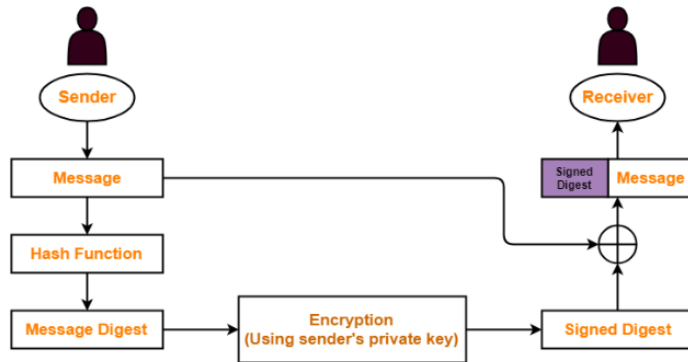 Sender
Receiver
Message
Signed
Digest
Message
Hash Function
Message Digest
Encryption
(Using sender's private key)
Signed Digest